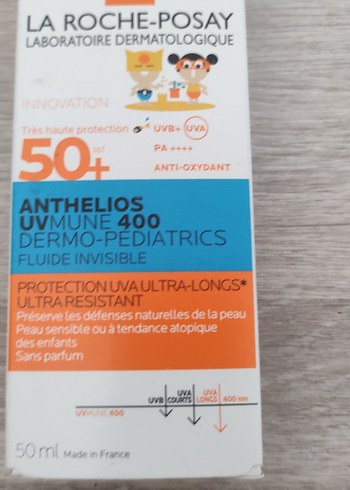 LA ROCHE-POSAY
LABORATOIRE DERMATOLOGIQUE
INNOVATION
Très haute protection UVB+ UVA
50+ spf
PA ++++
ANTI-OXYDANT
ANTHELIOS
UVMUNE 400
DERMO-PEDIATRICS
FLUIDE INVISIBLE
PROTECTION UVA ULTRA-LONGS*
ULTRA RESISTANT
Préserve les défenses naturelles de la peau
Peau sensible ou à tendance atopique
des enfants
Sans parfum
UVB UVA COURTS UVA LONGS 400 nm
UVMUNE 400
50 ml Made in France